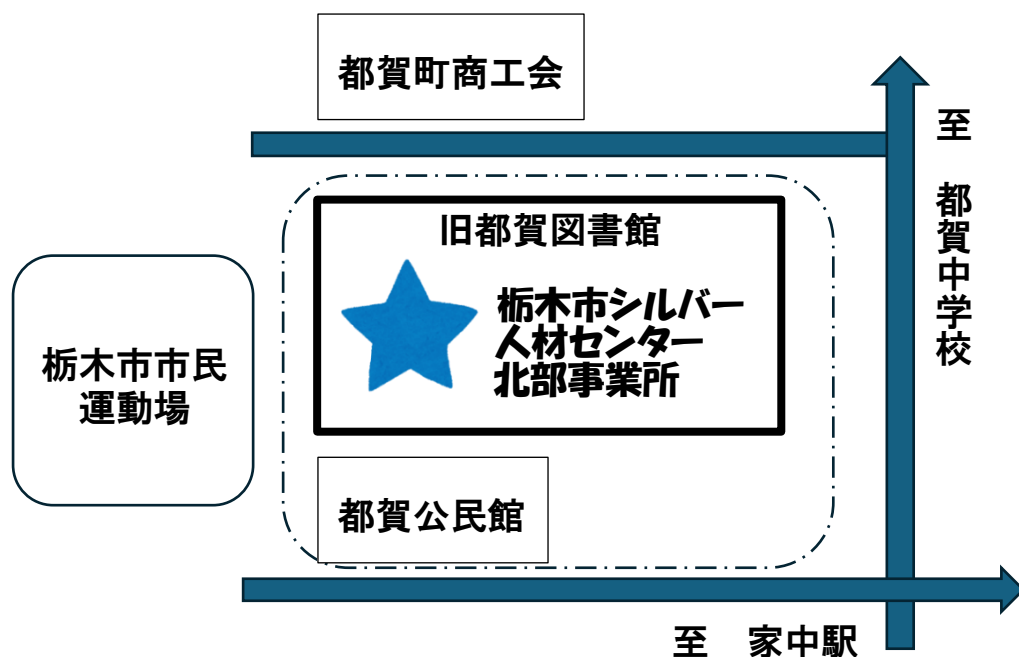 都賀町商工会
至　都賀中学校
旧都賀図書館
栃木市シルバー
人材センター
北部事業所
栃木市市民
運動場
都賀公民館
至　家中駅